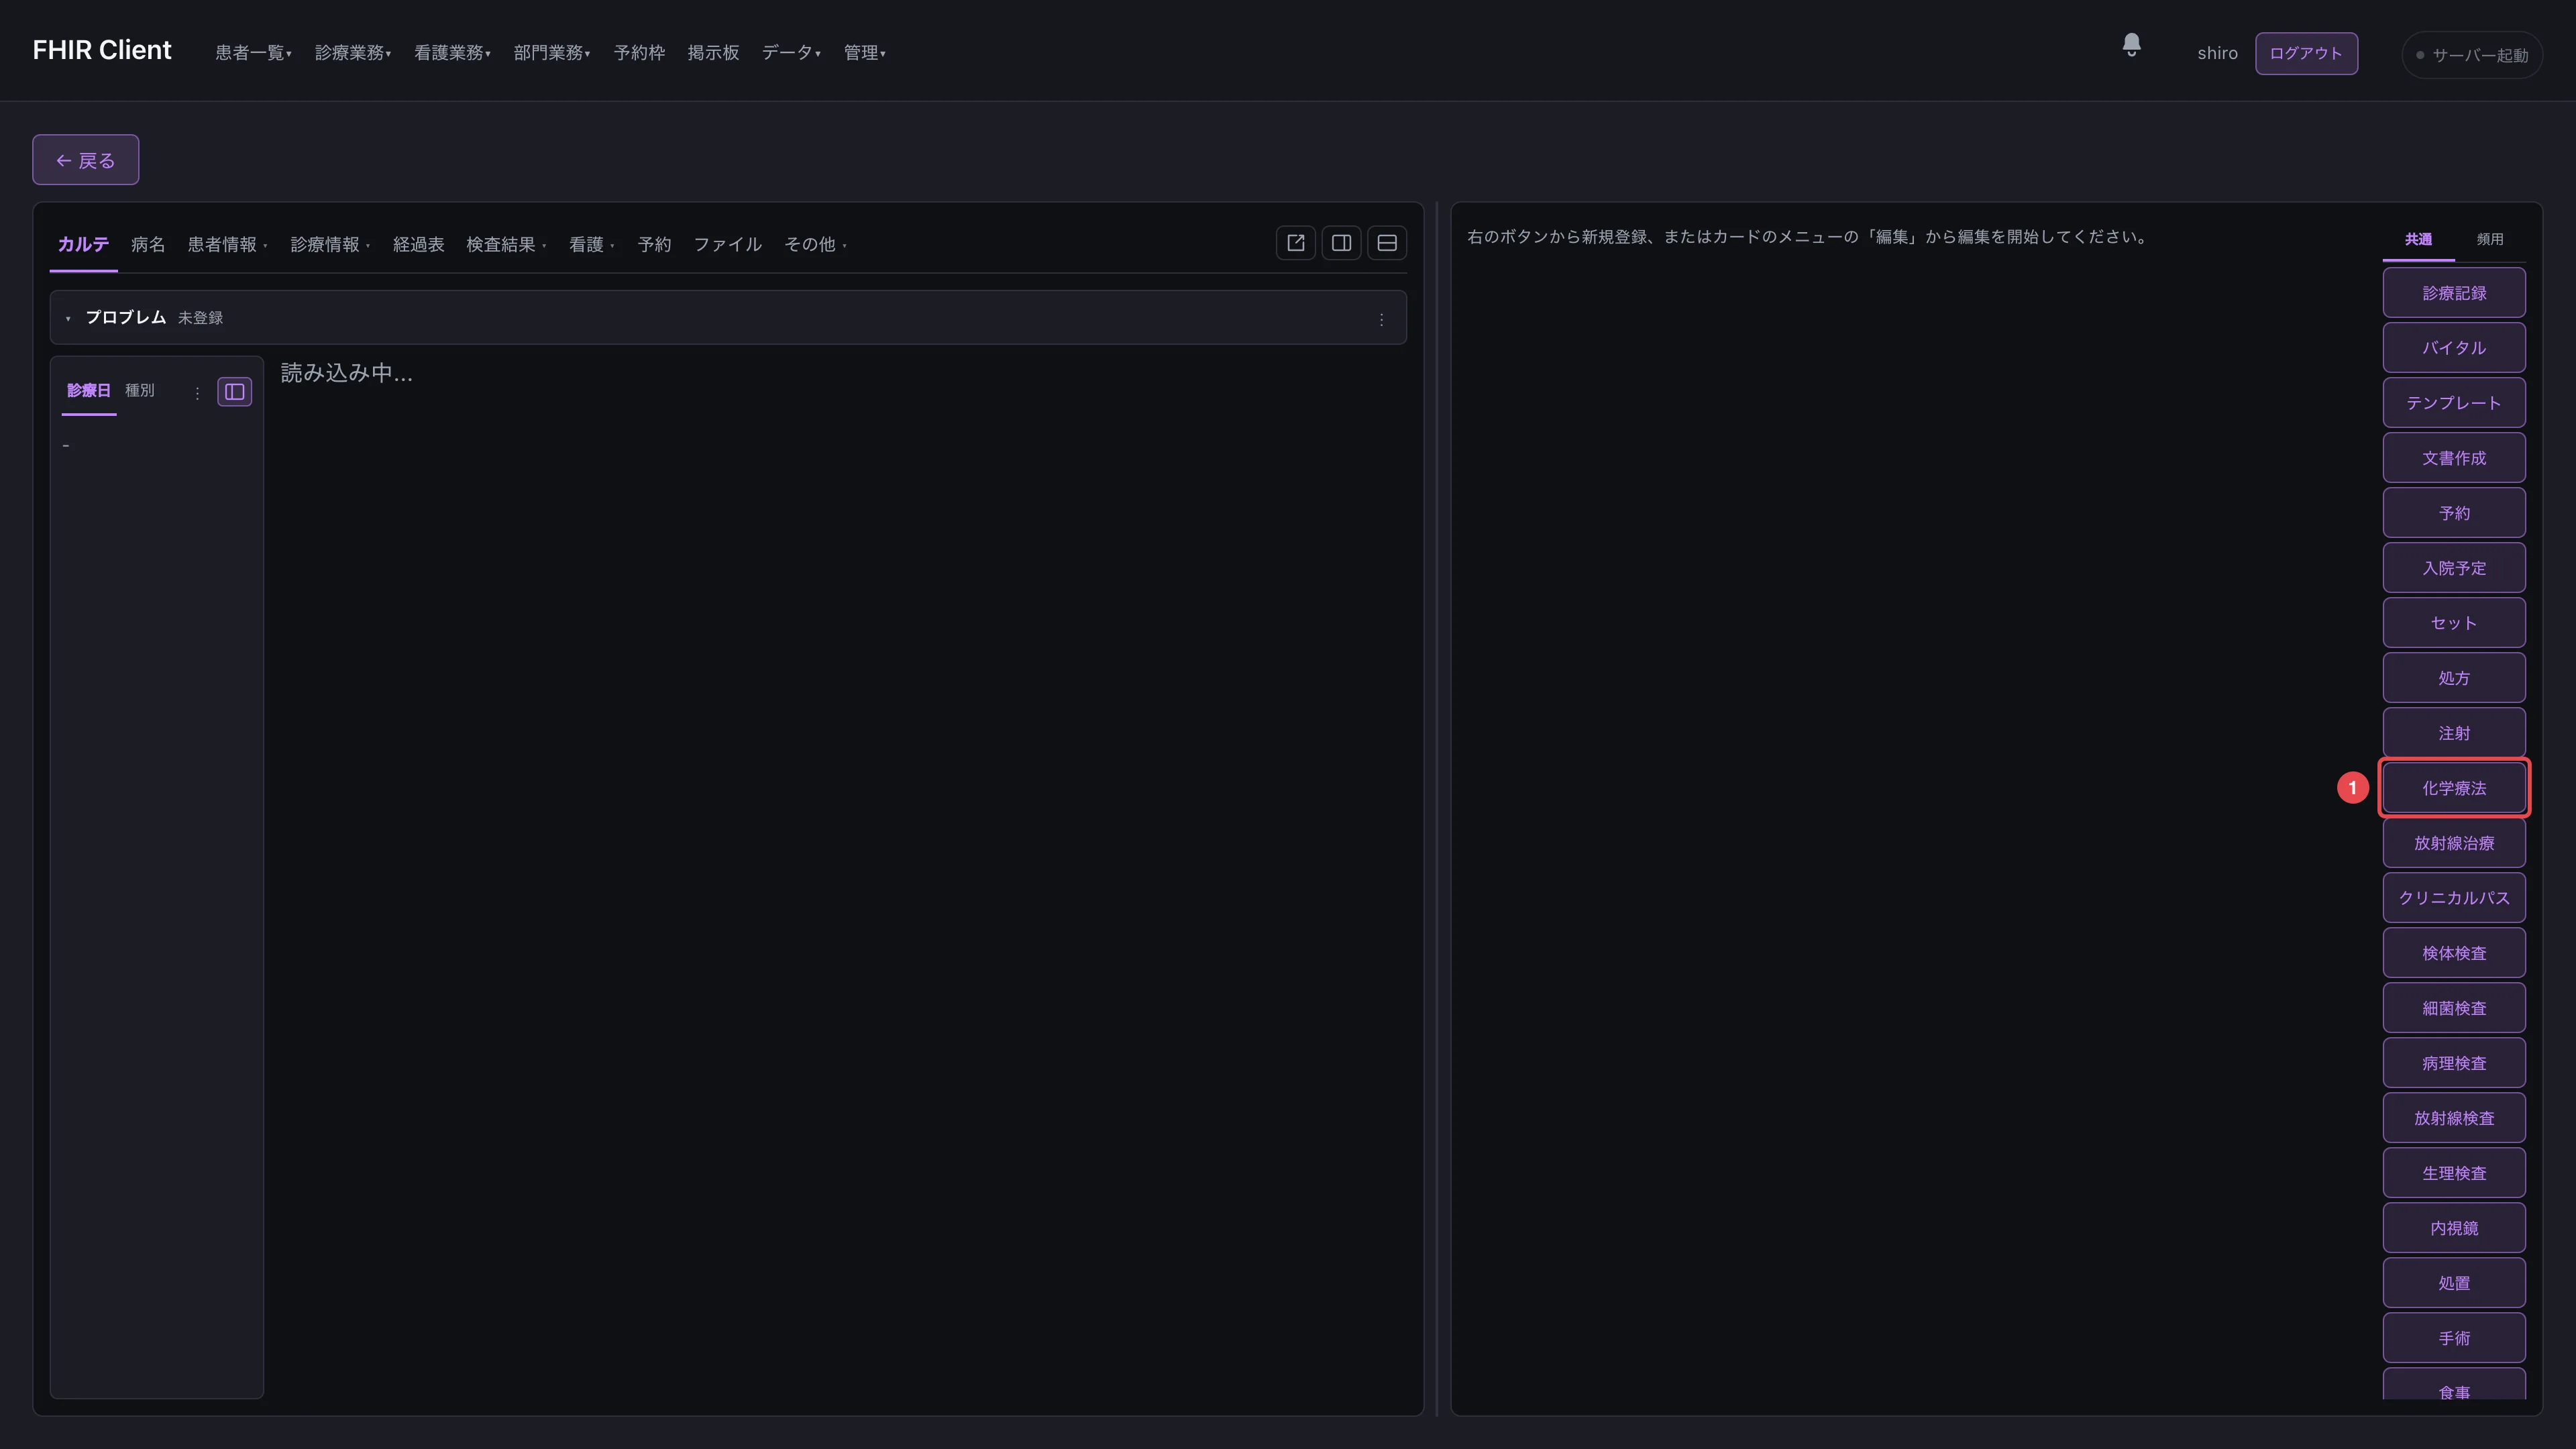 FHIR Client
患者一覧▾ 診療業務▾ 看護業務▾ 部門業務▾ 予約枠 掲示板 データ▾ 管理▾
shiro ログアウト サーバー起動
← 戻る
カルテ 病名 患者情報 ▾ 診療情報 ▾ 経過表 検査結果 ▾ 看護 ▾ 予約 ファイル その他 ▾
▾ プロブレム 未登録 ⋮
診療日 種別 ⋮
-
読み込み中...
右のボタンから新規登録、またはカードのメニューの「編集」から編集を開始してください。
共通 頻用
診療記録
バイタル
テンプレート
文書作成
予約
入院予定
セット
処方
注射
1 化学療法
放射線治療
クリニカルパス
検体検査
細菌検査
病理検査
放射線検査
生理検査
内視鏡
処置
手術
食事